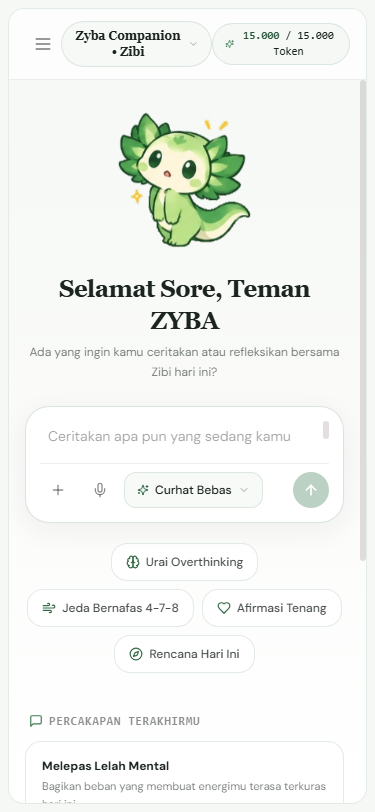 Zyba Companion
• Zibi
15.000 / 15.000
Token
Selamat Sore, Teman
ZYBA
Ada yang ingin kamu ceritakan atau refleksikan bersama
Zibi hari ini?
Ceritakan apa pun yang sedang kamu
Curhat Bebas
Urai Overthinking
Jeda Bernafas 4-7-8
Afirmasi Tenang
Rencana Hari Ini
PERCAKAPAN TERAKHIRMU
Melepas Lelah Mental
Bagikan beban yang membuat energimu terasa terkuras
hari ini.